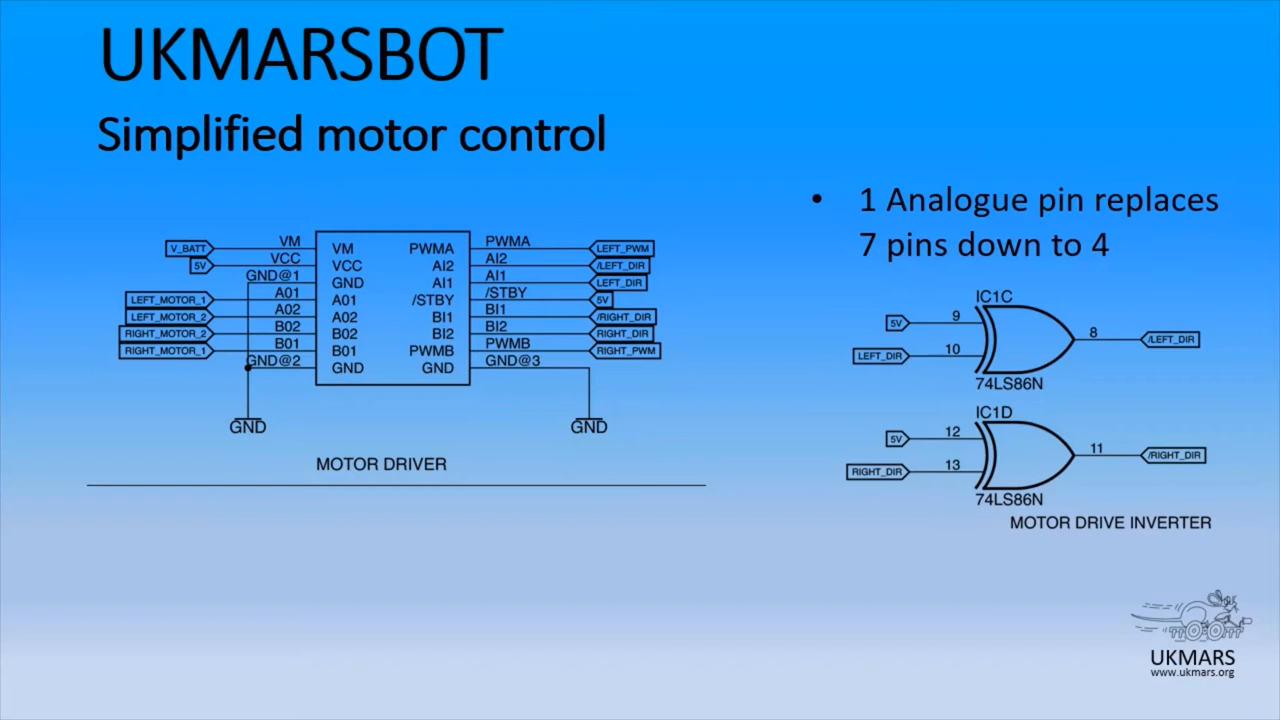 UKMARSBOT
Simplified motor control
• 1 Analogue pin replaces
7 pins down to 4
V_BATT VM VM PWMA PWMA LEFT_PWM
5V VCC VCC AI2 AI2 /LEFT_DIR
GND@1 GND AI1 AI1 LEFT_DIR
LEFT_MOTOR_1 A01 A01 /STBY /STBY 5V
LEFT_MOTOR_2 A02 A02 BI1 BI1 /RIGHT_DIR
RIGHT_MOTOR_2 B02 B02 BI2 BI2 RIGHT_DIR
RIGHT_MOTOR_1 B01 B01 PWMB PWMB RIGHT_PWM
GND@2 GND GND GND@3
GND GND
MOTOR DRIVER
IC1C
5V 9
8 /LEFT_DIR
LEFT_DIR 10
74LS86N
IC1D
5V 12
11 /RIGHT_DIR
RIGHT_DIR 13
74LS86N
MOTOR DRIVE INVERTER
UKMARS
www.ukmars.org